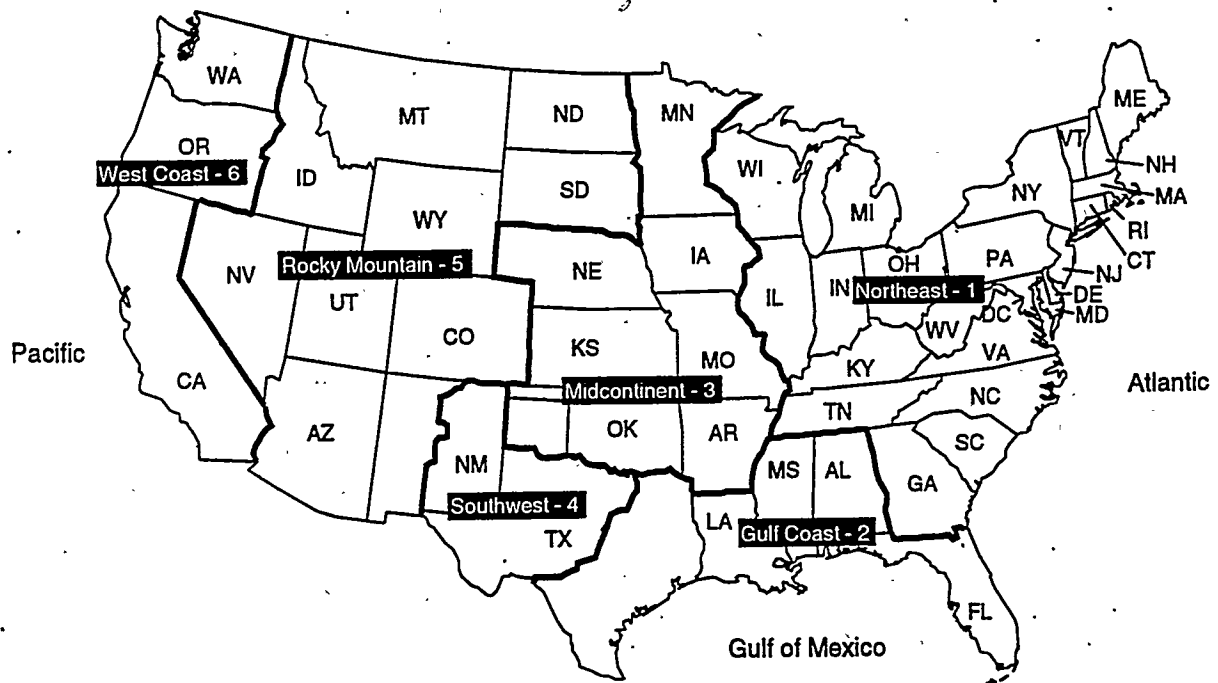 WA
MT
ND
MN
ME
OR
VT
West Coast - 6
ID
SD
WI
NH
NY
MA
WY
MI
RI
IA
PA
CT
NV
Rocky Mountain - 5
NE
OH
NJ
UT
IL
IN
Northeast - 1
DE
DC
MD
CO
WV
Pacific
KS
MO
KY
VA
CA
Midcontinent - 3
NC
Atlantic
TN
AZ
OK
AR
SC
NM
MS
AL
GA
Southwest - 4
LA
TX
Gulf Coast - 2
FL
Gulf of Mexico